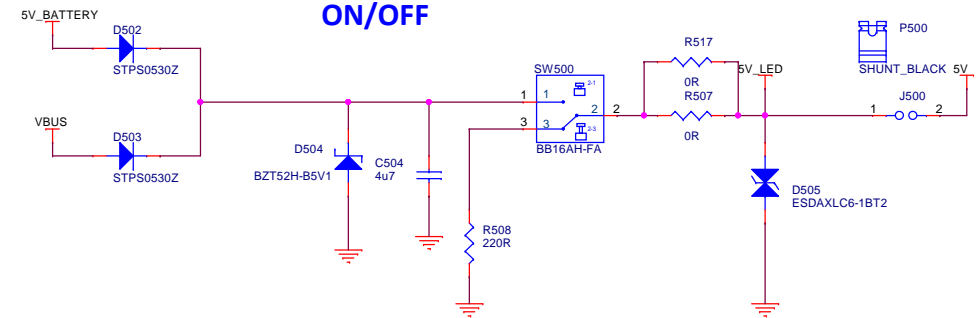 ON/OFF
5V_BATTERY
D502
STPS0530Z
VBUS
D503
STPS0530Z
D504
BZT52H-B5V1
C504
4u7
SW500
1
1
2-1
2
2
3
3
2-3
BB16AH-FA
R508
220R
R517
0R
R507
0R
5V_LED
D505
ESDAXLC6-1BT2
P500
SHUNT_BLACK
5V
1
J500
2